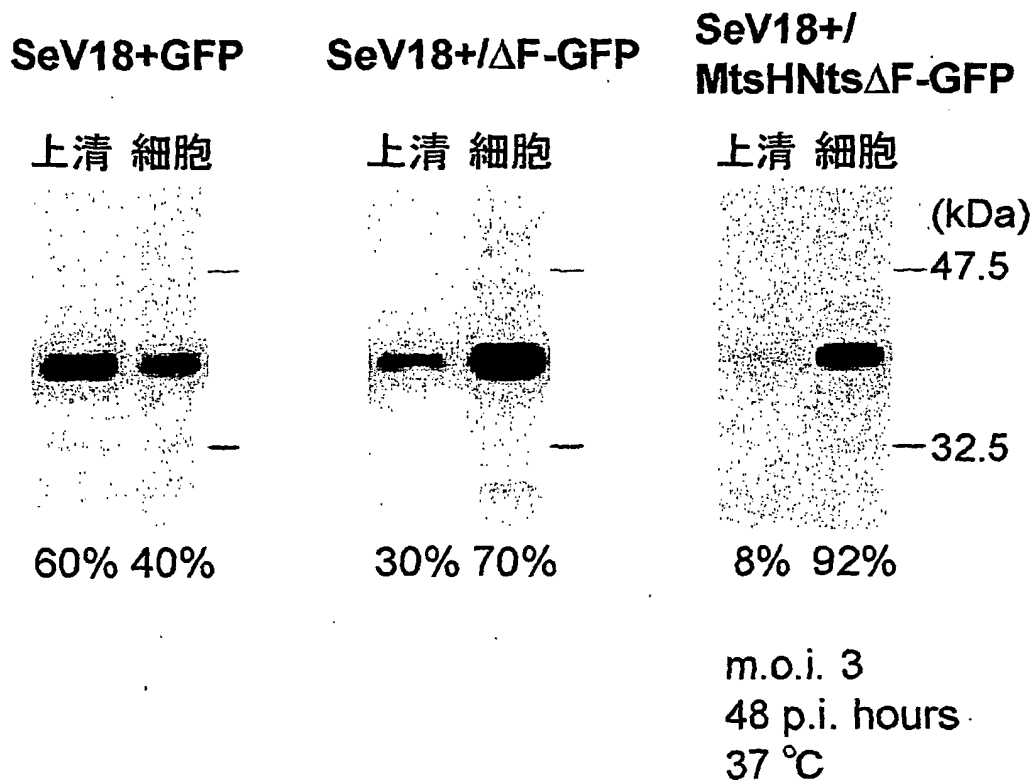 SeV18+GFP
SeV18+/ΔF-GFP
SeV18+/
MtsHNtsΔF-GFP
上清 細胞
上清 細胞
上清 細胞
(kDa)
47.5
32.5
60% 40%
30% 70%
8% 92%
m.o.i. 3
48 p.i. hours
37 °C